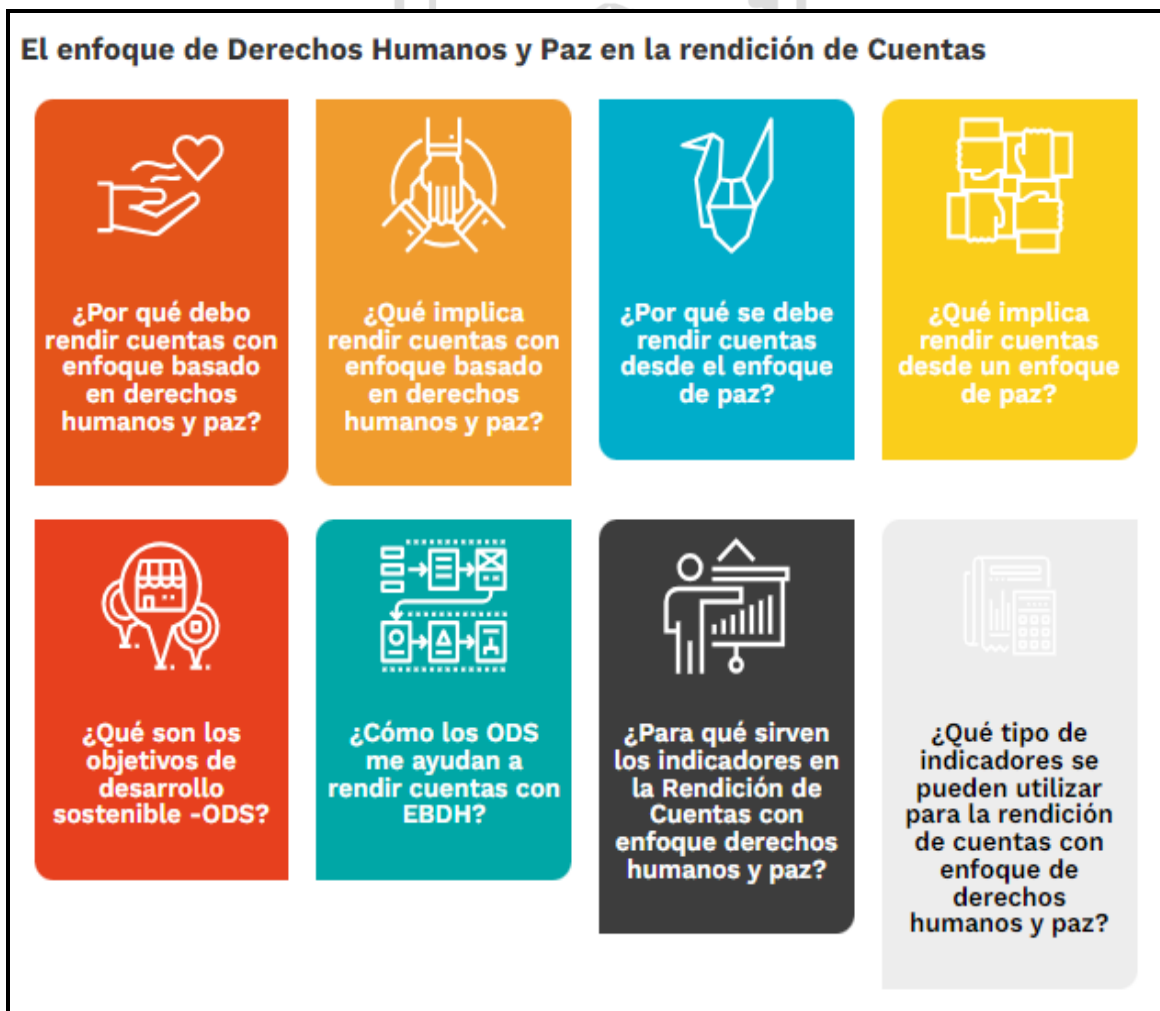 El enfoque de Derechos Humanos y Paz en la rendición de Cuentas
¿Por qué debo
rendir cuentas con
enfoque basado
en derechos
humanos y paz?
¿Qué implica
rendir cuentas con
enfoque basado
en derechos
humanos y paz?
¿Por qué se debe
rendir cuentas
desde el enfoque
de paz?
¿Qué implica
rendir cuentas
desde un enfoque
de paz?
¿Qué son los
objetivos de
desarrollo
sostenible -ODS?
¿Cómo los ODS
me ayudan a
rendir cuentas con
EBDH?
¿Para qué sirven
los indicadores en
la Rendición de
Cuentas con
enfoque derechos
humanos y paz?
¿Qué tipo de
indicadores se
pueden utilizar
para la rendición
de cuentas con
enfoque de
derechos
humanos y paz?